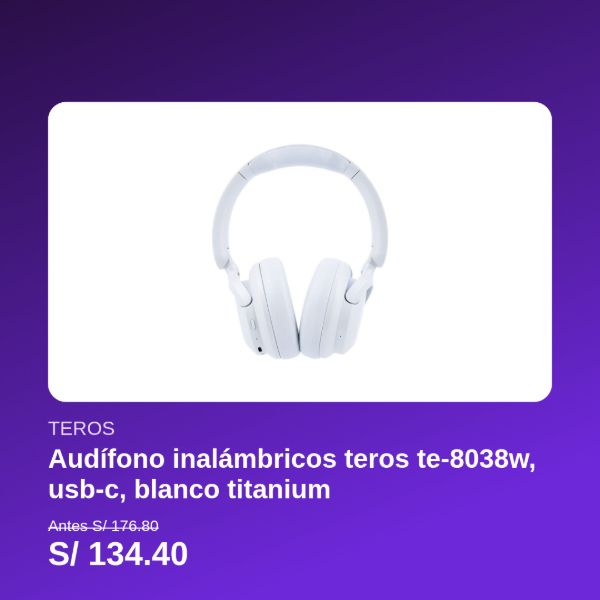 TEROS
Audífono inalámbricos teros te-8038w,
usb-c, blanco titanium
Antes S/ 176.80
S/ 134.40